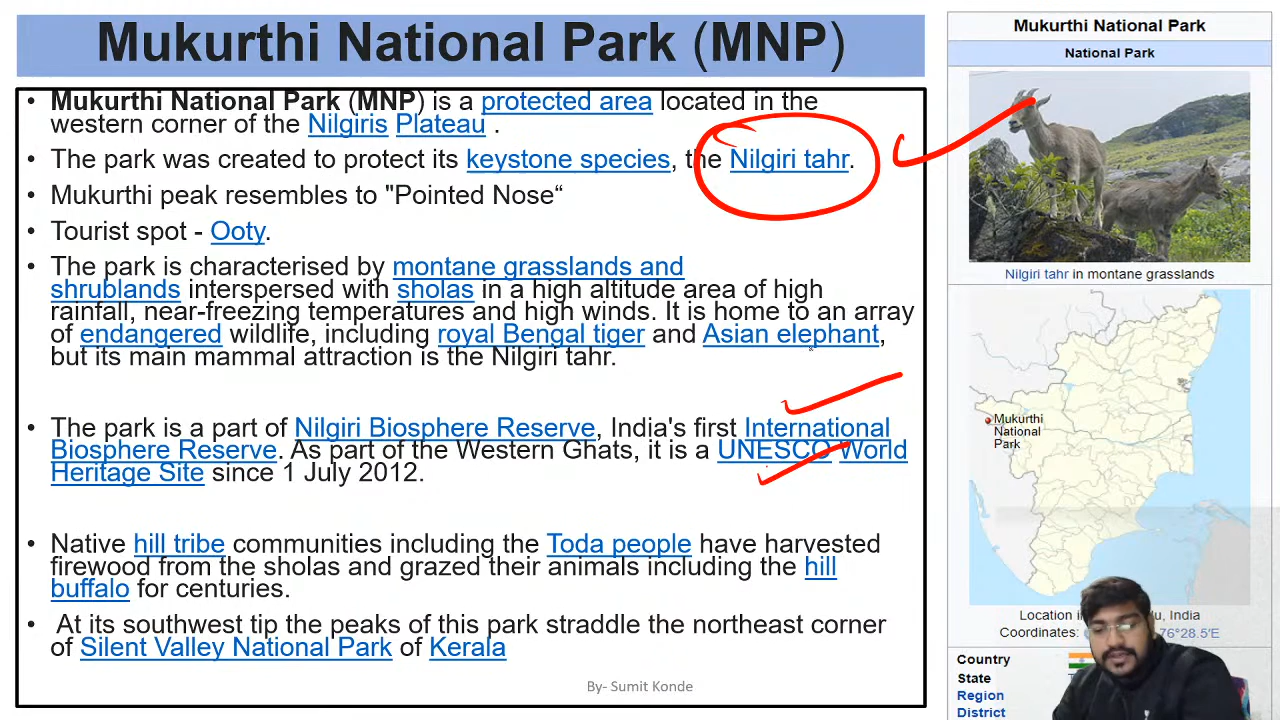 Mukurthi National Park (MNP)
• Mukurthi National Park (MNP) is a protected area located in the
western corner of the Nilgiris Plateau .
• The park was created to protect its keystone species, the Nilgiri tahr.
• Mukurthi peak resembles to "Pointed Nose“
• Tourist spot - Ooty.
• The park is characterised by montane grasslands and
shrublands interspersed with sholas in a high altitude area of high
rainfall, near-freezing temperatures and high winds. It is home to an array
of endangered wildlife, including royal Bengal tiger and Asian elephant,
but its main mammal attraction is the Nilgiri tahr.
• The park is a part of Nilgiri Biosphere Reserve, India's first International
Biosphere Reserve. As part of the Western Ghats, it is a UNESCO World
Heritage Site since 1 July 2012.
• Native hill tribe communities including the Toda people have harvested
firewood from the sholas and grazed their animals including the hill
buffalo for centuries.
• At its southwest tip the peaks of this park straddle the northeast corner
of Silent Valley National Park of Kerala
By- Sumit Konde
Mukurthi National Park
National Park
Nilgiri tahr in montane grasslands
Mukurthi
National
Park
Location in India
Coordinates: 76°28.5'E
Country
State
Region
District